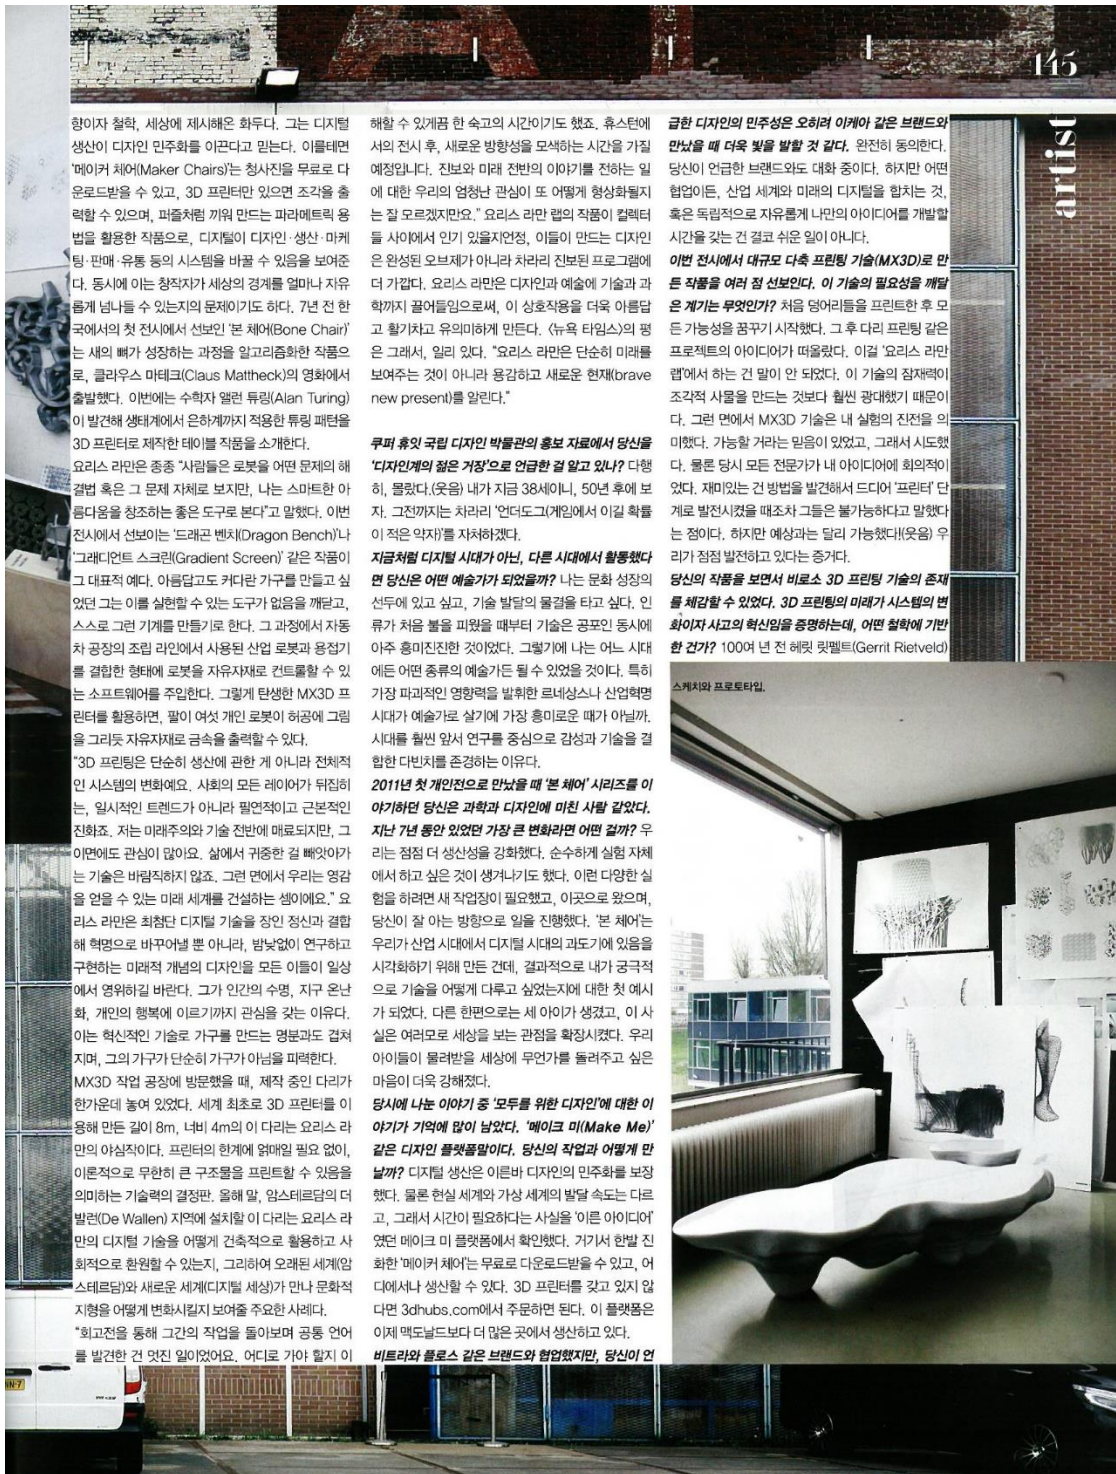 145
artist
향이자 철학, 세상에 제시해온 화두다. 그는 디지털
생산이 디자인 민주화를 이끈다고 믿는다. 이를테면
'메이커 체어(Maker Chairs)'는 청사진을 무료로 다
운로드받을 수 있고, 3D 프린터만 있으면 조각을 출
력할 수 있으며, 퍼즐처럼 끼워 만드는 파라메트릭 용
법을 활용한 작품으로, 디지털이 디자인·생산·마케
팅·판매·유통 등의 시스템을 바꿀 수 있음을 보여준
다. 동시에 이는 창작자가 세상의 경계를 얼마나 자유
롭게 넘나들 수 있는지의 문제이기도 하다. 7년 전 한
국에서의 첫 전시에서 선보인 '본 체어(Bone Chair)'
는 새의 뼈가 성장하는 과정을 알고리즘화한 작품으
로, 클라우스 마테크(Claus Mattheck)의 영화에서
출발했다. 이번에는 수학자 앨런 튜링(Alan Turing)
이 발견해 생태계에서 은하계까지 적용한 튜링 패턴을
3D 프린터로 제작한 테이블 작품을 소개한다.
요리스 라만은 종종 "사람들은 로봇을 어떤 문제의 해
결법 혹은 그 문제 자체로 보지만, 나는 스마트한 아
름다움을 창조하는 좋은 도구로 본다"고 말했다. 이번
전시에서 선보이는 '드래곤 벤치(Dragon Bench)'나
'그래디언트 스크린(Gradient Screen)' 같은 작품이
그 대표적 예다. 아름답고도 커다란 가구를 만들고 싶
었던 그는 이를 실현할 수 있는 도구가 없음을 깨닫고,
스스로 그런 기계를 만들기로 한다. 그 과정에서 자동
차 공장의 조립 라인에서 사용된 산업 로봇과 용접기
를 결합한 형태에 로봇을 자유자재로 컨트롤할 수 있
는 소프트웨어를 주입한다. 그렇게 탄생한 MX3D 프
린터를 활용하면, 팔이 여섯 개인 로봇이 허공에 그림
을 그리듯 자유자재로 금속을 출력할 수 있다.
"3D 프린팅은 단순히 생산에 관한 게 아니라 전체적
인 시스템의 변화예요. 사회의 모든 레이어가 뒤집히
는, 일시적인 트렌드가 아니라 필연적이고 근본적인
진화죠. 저는 미래주의와 기술 전반에 매료되지만, 그
이면에도 관심이 많아요. 삶에서 귀중한 걸 빼앗아가
는 기술은 바람직하지 않죠. 그런 면에서 우리는 영감
을 얻을 수 있는 미래 세계를 건설하는 셈이에요." 요
리스 라만은 최첨단 디지털 기술을 장인 정신과 결합
해 혁명으로 바꾸어낼 뿐 아니라, 밤낮없이 연구하고
구현하는 미래적 개념의 디자인을 모든 이들이 일상
에서 영위하길 바란다. 그가 인간의 수명, 지구 온난
화, 개인의 행복에 이르기까지 관심을 갖는 이유다.
이는 혁신적인 기술로 가구를 만드는 명분과도 겹쳐
지며, 그의 가구가 단순히 가구가 아님을 피력한다.
MX3D 작업 공장에 방문했을 때, 제작 중인 다리가
한가운데 놓여 있었다. 세계 최초로 3D 프린터를 이
용해 만든 길이 8m, 너비 4m의 이 다리는 요리스 라
만의 야심작이다. 프린터의 한계에 얽매일 필요 없이,
이론적으로 무한히 큰 구조물을 프린트할 수 있음을
의미하는 기술력의 결정판. 올해 말, 암스테르담의 더
발런(De Wallen) 지역에 설치할 이 다리는 요리스 라
만의 디지털 기술을 어떻게 건축적으로 활용하고 사
회적으로 환원할 수 있는지, 그리하여 오래된 세계(암
스테르담)와 새로운 세계(디지털 세상)가 만나 문화적
지형을 어떻게 변화시킬지 보여줄 주요한 사례다.
"회고전을 통해 그간의 작업을 돌아보며 공통 언어
를 발견한 건 멋진 일이었어요. 어디로 가야 할지 이
해할 수 있게끔 한 숙고의 시간이기도 했죠. 휴스턴에
서의 전시 후, 새로운 방향성을 모색하는 시간을 가질
예정입니다. 진보와 미래 전반의 이야기를 전하는 일
에 대한 우리의 엄청난 관심이 또 어떻게 형상화될지
는 잘 모르겠지만요." 요리스 라만 랩의 작품이 컬렉터
들 사이에서 인기 있을지언정, 이들이 만드는 디자인
은 완성된 오브제가 아니라 차라리 진보된 프로그램에
더 가깝다. 요리스 라만은 디자인과 예술에 기술과 과
학까지 끌어들임으로써, 이 상호작용을 더욱 아름답
고 활기차고 유의미하게 만든다. 〈뉴욕 타임스〉의 평
은 그래서, 일리 있다. "요리스 라만은 단순히 미래를
보여주는 것이 아니라 용감하고 새로운 현재(brave
new present)를 알린다."
쿠퍼 휴잇 국립 디자인 박물관의 홍보 자료에서 당신을
'디자인계의 젊은 거장'으로 언급한 걸 알고 있나? 다행
히, 몰랐다.(웃음) 내가 지금 38세이니, 50년 후에 보
자. 그전까지는 차라리 '언더도그(게임에서 이길 확률
이 적은 약자)'를 자처하겠다.
지금처럼 디지털 시대가 아닌, 다른 시대에서 활동했다
면 당신은 어떤 예술가가 되었을까? 나는 문화 성장의
선두에 있고 싶고, 기술 발달의 물결을 타고 싶다. 인
류가 처음 불을 피웠을 때부터 기술은 공포인 동시에
아주 흥미진진한 것이었다. 그렇기에 나는 어느 시대
에든 어떤 종류의 예술가든 될 수 있었을 것이다. 특히
가장 파괴적인 영향력을 발휘한 르네상스나 산업혁명
시대가 예술가로 살기에 가장 흥미로운 때가 아닐까.
시대를 훨씬 앞서 연구를 중심으로 감성과 기술을 결
합한 다빈치를 존경하는 이유다.
2011년 첫 개인전으로 만났을 때 '본 체어' 시리즈를 이
야기하던 당신은 과학과 디자인에 미친 사람 같았다.
지난 7년 동안 있었던 가장 큰 변화라면 어떤 걸까? 우
리는 점점 더 생산성을 강화했다. 순수하게 실험 자체
에서 하고 싶은 것이 생겨나기도 했다. 이런 다양한 실
험을 하려면 새 작업장이 필요했고, 이곳으로 왔으며,
당신이 잘 아는 방향으로 일을 진행했다. '본 체어'는
우리가 산업 시대에서 디지털 시대의 과도기에 있음을
시각화하기 위해 만든 건데, 결과적으로 내가 궁극적
으로 기술을 어떻게 다루고 싶었는지에 대한 첫 예시
가 되었다. 다른 한편으로는 세 아이가 생겼고, 이 사
실은 여러모로 세상을 보는 관점을 확장시켰다. 우리
아이들이 물려받을 세상에 무언가를 돌려주고 싶은
마음이 더욱 강해졌다.
당시에 나눈 이야기 중 '모두를 위한 디자인'에 대한 이
야기가 기억에 많이 남았다. '메이크 미(Make Me)'
같은 디자인 플랫폼말이다. 당신의 작업과 어떻게 만
날까? 디지털 생산은 이른바 디자인의 민주화를 보장
했다. 물론 현실 세계와 가상 세계의 발달 속도는 다르
고, 그래서 시간이 필요하다는 사실을 '이른 아이디어'
였던 메이크 미 플랫폼에서 확인했다. 거기서 한발 진
화한 '메이커 체어'는 무료로 다운로드받을 수 있고, 어
디에서나 생산할 수 있다. 3D 프린터를 갖고 있지 않
다면 3dhubs.com에서 주문하면 된다. 이 플랫폼은
이제 맥도날드보다 더 많은 곳에서 생산하고 있다.
비트라와 플로스 같은 브랜드와 협업했지만, 당신이 언
급한 디자인의 민주성은 오히려 이케아 같은 브랜드와
만났을 때 더욱 빛을 발할 것 같다. 완전히 동의한다.
당신이 언급한 브랜드와도 대화 중이다. 하지만 어떤
협업이든, 산업 세계와 미래의 디지털을 합치는 것,
혹은 독립적으로 자유롭게 나만의 아이디어를 개발할
시간을 갖는 건 결코 쉬운 일이 아니다.
이번 전시에서 대규모 다축 프린팅 기술(MX3D)로 만
든 작품을 여러 점 선보인다. 이 기술의 필요성을 깨달
은 계기는 무엇인가? 처음 덩어리들을 프린트한 후 모
든 가능성을 꿈꾸기 시작했다. 그 후 다리 프린팅 같은
프로젝트의 아이디어가 떠올랐다. 이걸 '요리스 라만
랩'에서 하는 건 말이 안 되었다. 이 기술의 잠재력이
조각적 사물을 만드는 것보다 훨씬 광대했기 때문이
다. 그런 면에서 MX3D 기술은 내 실험의 진전을 의
미했다. 가능할 거라는 믿음이 있었고, 그래서 시도했
다. 물론 당시 모든 전문가가 내 아이디어에 회의적이
었다. 재미있는 건 방법을 발견해서 드디어 '프린터' 단
계로 발전시켰을 때조차 그들은 불가능하다고 말했다
는 점이다. 하지만 예상과는 달리 가능했다!(웃음) 우
리가 점점 발전하고 있다는 증거다.
당신의 작품을 보면서 비로소 3D 프린팅 기술의 존재
를 체감할 수 있었다. 3D 프린팅의 미래가 시스템의 변
화이자 사고의 혁신임을 증명하는데, 어떤 철학에 기반
한 건가? 100여 년 전 헤릿 릿펠트(Gerrit Rietveld)
스케치와 프로토타입.